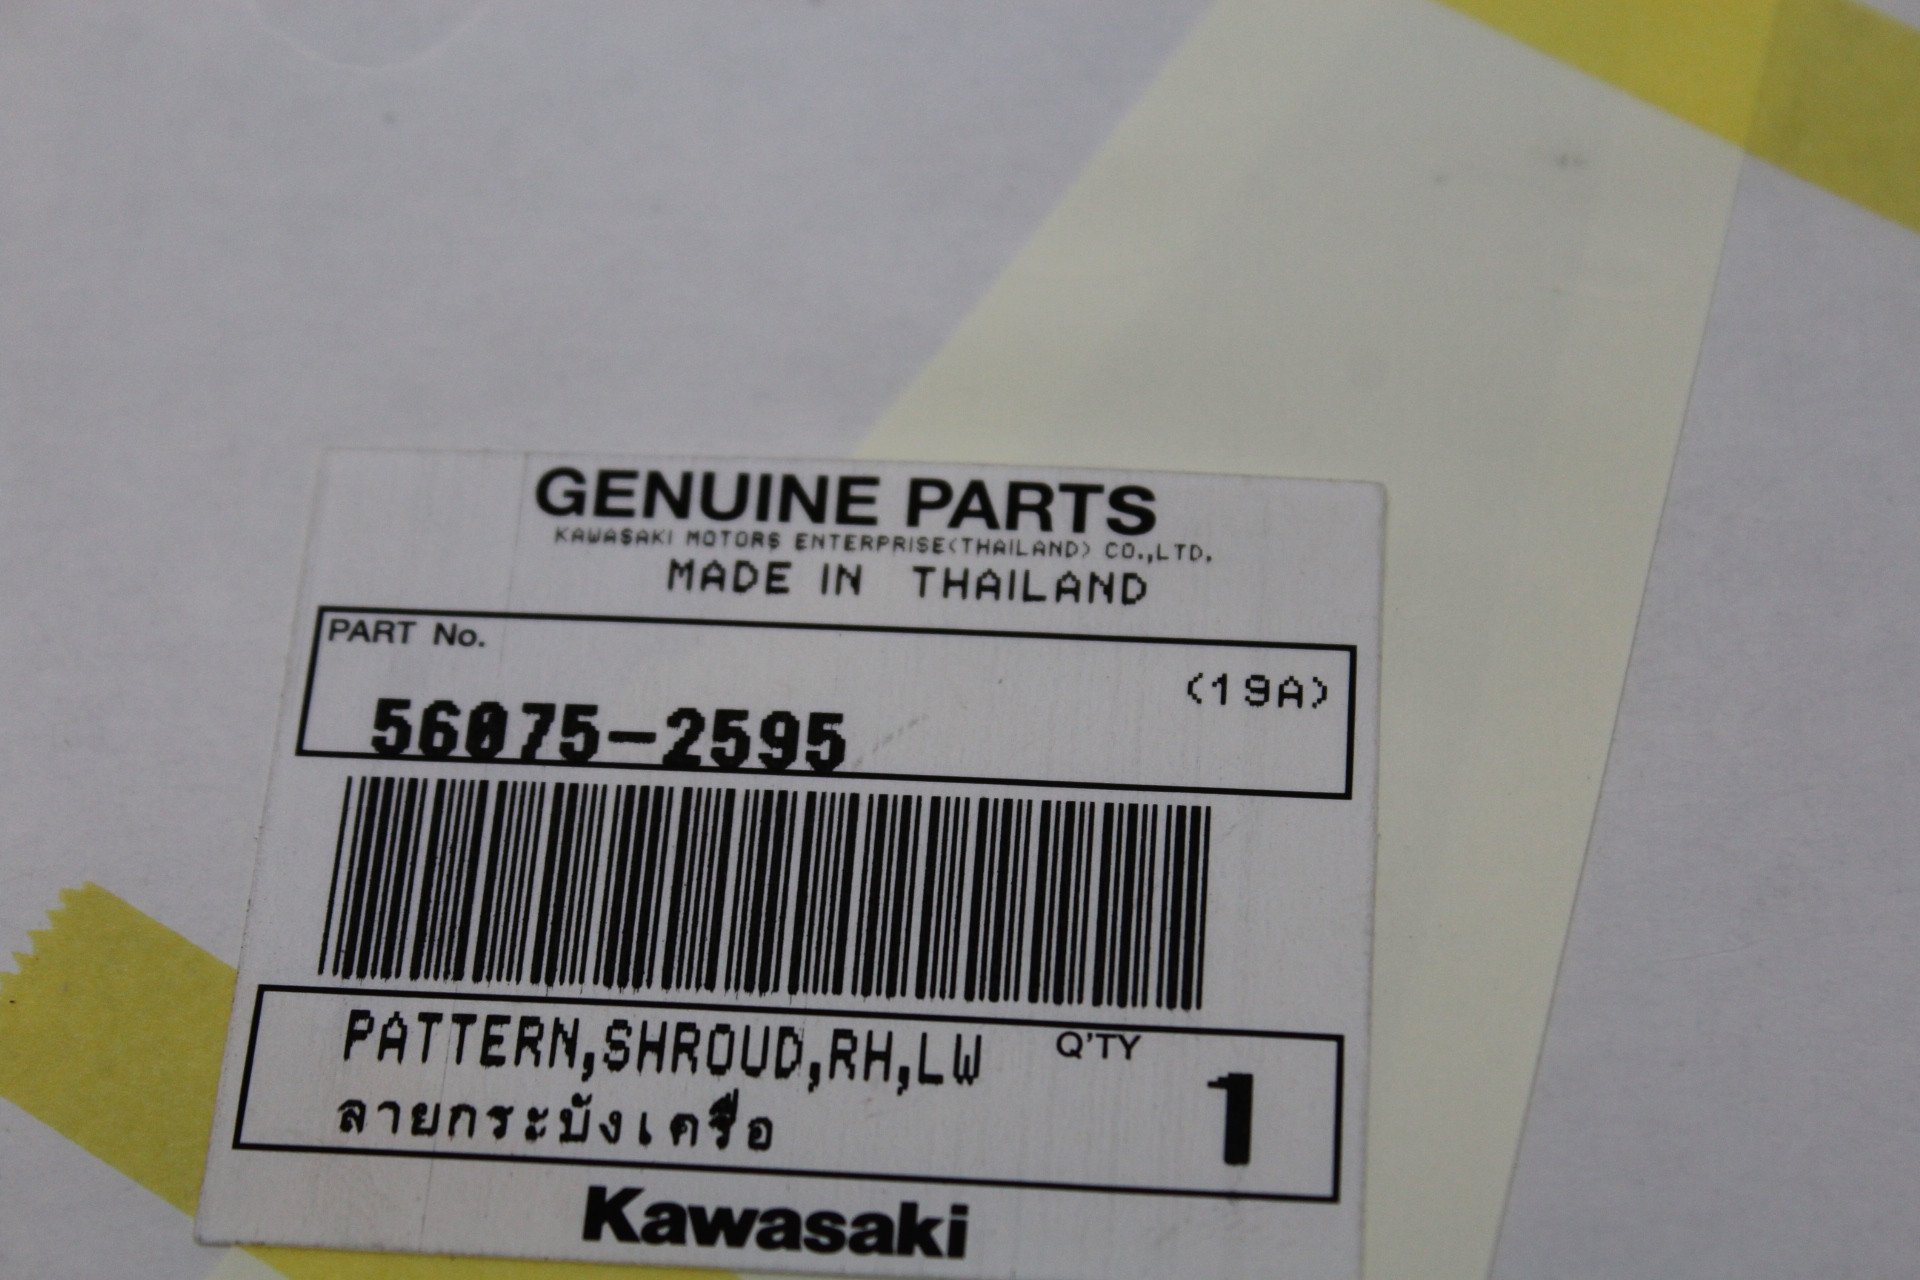 GENUINE PARTS
KAWASAKI MOTORS ENTERPRISE(THAILAND) CO.,LTD.
MADE IN THAILAND
PART No.
(19A)
56075-2595
PATTERN,SHROUD,RH,LW
Q'TY
1
ลายกระบังเครื่อ
Kawasaki